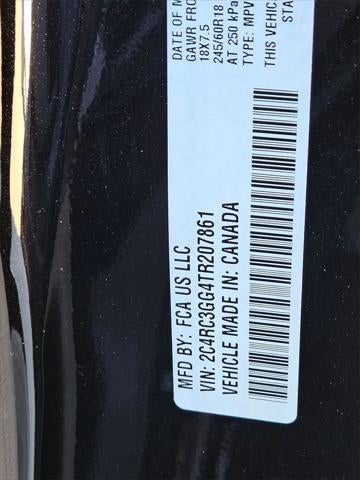 MFD BY: FCA US LLC
VIN: 2C4RC3GG4TR207861
VEHICLE MADE IN: CANADA
DATE OF M
GAWR FRO
18X7.5
245/60R18
AT 250 kPa
THIS VEHIC
STA
TYPE: MPV